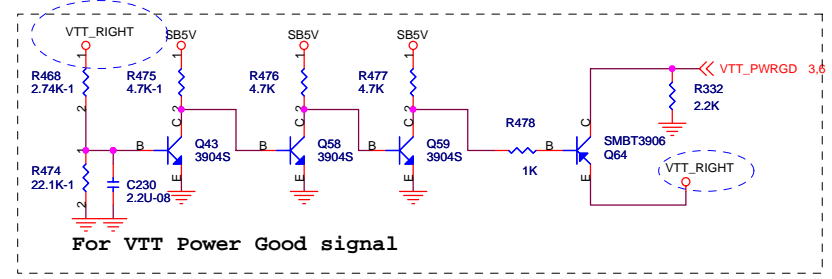 VTT_RIGHT
SB5V
SB5V
SB5V
1
1
1
1
R468
2.74K-1
R475
4.7K-1
R476
4.7K
R477
4.7K
VTT_PWRGD 3,6
R332
2.2K
2
2
2
2
R478
1K
C
C
C
C
1
B
B
B
B
Q43
3904S
Q58
3904S
Q59
3904S
SMBT3906
Q64
R474
22.1K-1
C230
2.2U-08
E
E
E
E
VTT_RIGHT
2
For VTT Power Good signal